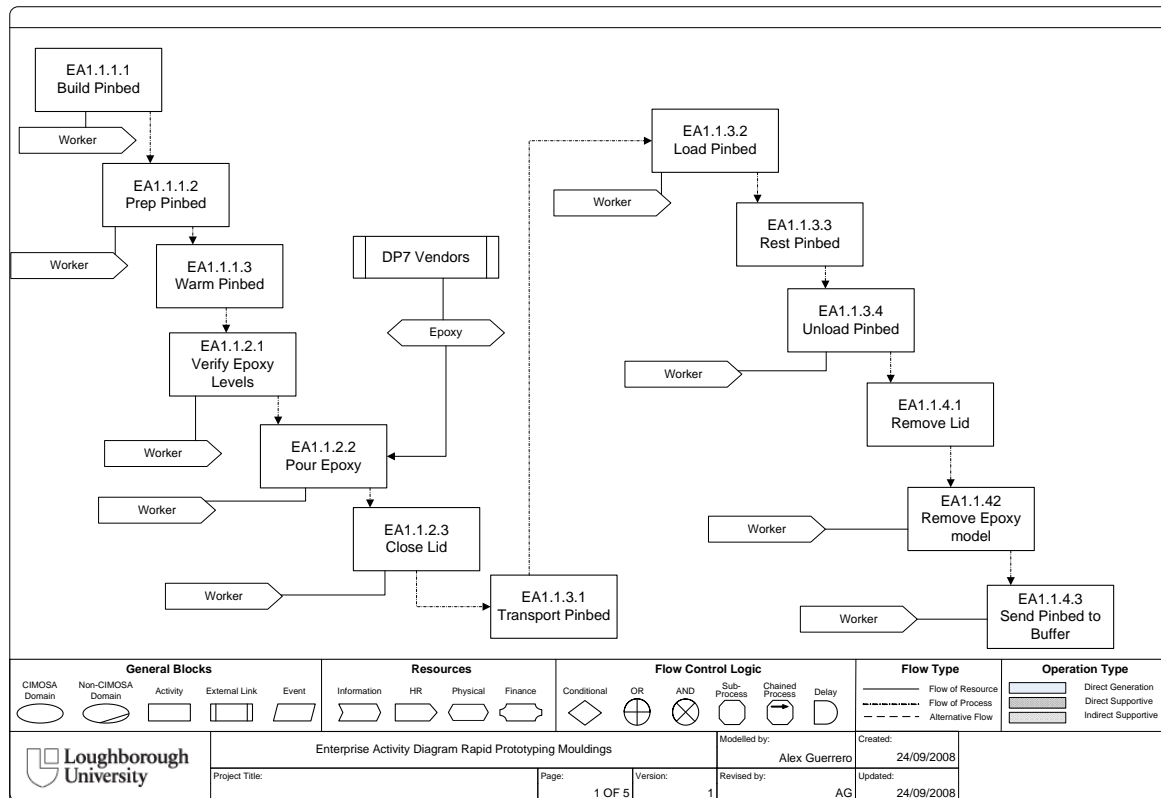 EA1.1.1.1
Build Pinbed
Worker
EA1.1.1.2
Prep Pinbed
Worker
EA1.1.1.3
Warm Pinbed
EA1.1.2.1
Verify Epoxy
Levels
Worker
DP7 Vendors
Epoxy
EA1.1.2.2
Pour Epoxy
Worker
EA1.1.2.3
Close Lid
Worker
EA1.1.3.1
Transport Pinbed
EA1.1.3.2
Load Pinbed
Worker
EA1.1.3.3
Rest Pinbed
EA1.1.3.4
Unload Pinbed
Worker
EA1.1.4.1
Remove Lid
EA1.1.42
Remove Epoxy
model
Worker
EA1.1.4.3
Send Pinbed to
Buffer
Worker
General Blocks
CIMOSA
Domain
Non-CIMOSA
Domain
Activity
External Link
Event
Resources
Information
HR
Physical
Finance
Flow Control Logic
Conditional
OR
AND
Sub-
Process
Chained
Process
Delay
Flow Type
Flow of Resource
Flow of Process
Alternative Flow
Operation Type
Direct Generation
Direct Supportive
Indirect Supportive
Loughborough
University
Enterprise Activity Diagram Rapid Prototyping Mouldings
Modelled by:
Alex Guerrero
Created:
24/09/2008
Project Title:
Page:
1 OF 5
Version:
1
Revised by:
AG
Updated:
24/09/2008